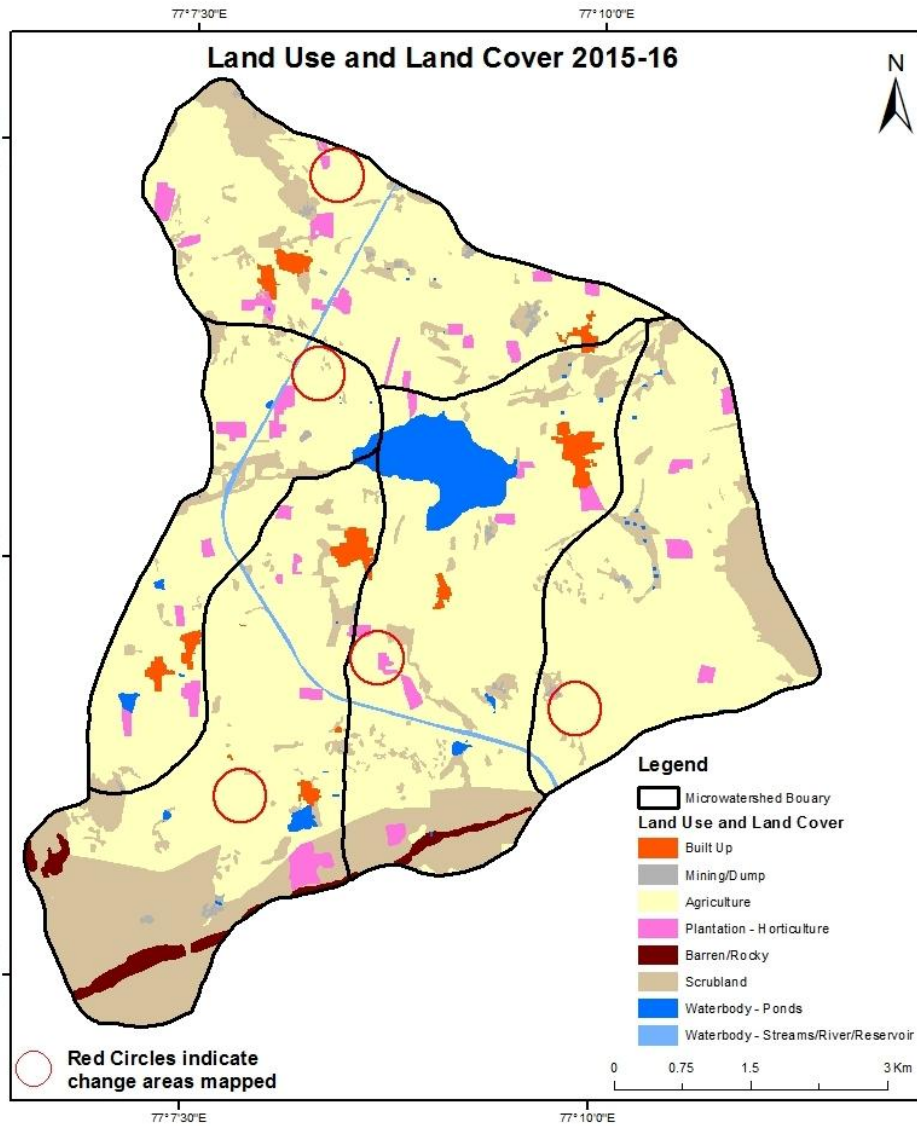 77°7'30"E
77°10'0"E
Land Use and Land Cover 2015-16
N
Legend
Microwatershed Bouary
Land Use and Land Cover
Built Up
Mining/Dump
Agriculture
Plantation - Horticulture
Barren/Rocky
Scrubland
Waterbody - Ponds
Waterbody - Streams/River/Reservoir
Red Circles indicate
change areas mapped
0 0.75 1.5 3 Km
77°7'30"E
77°10'0"E